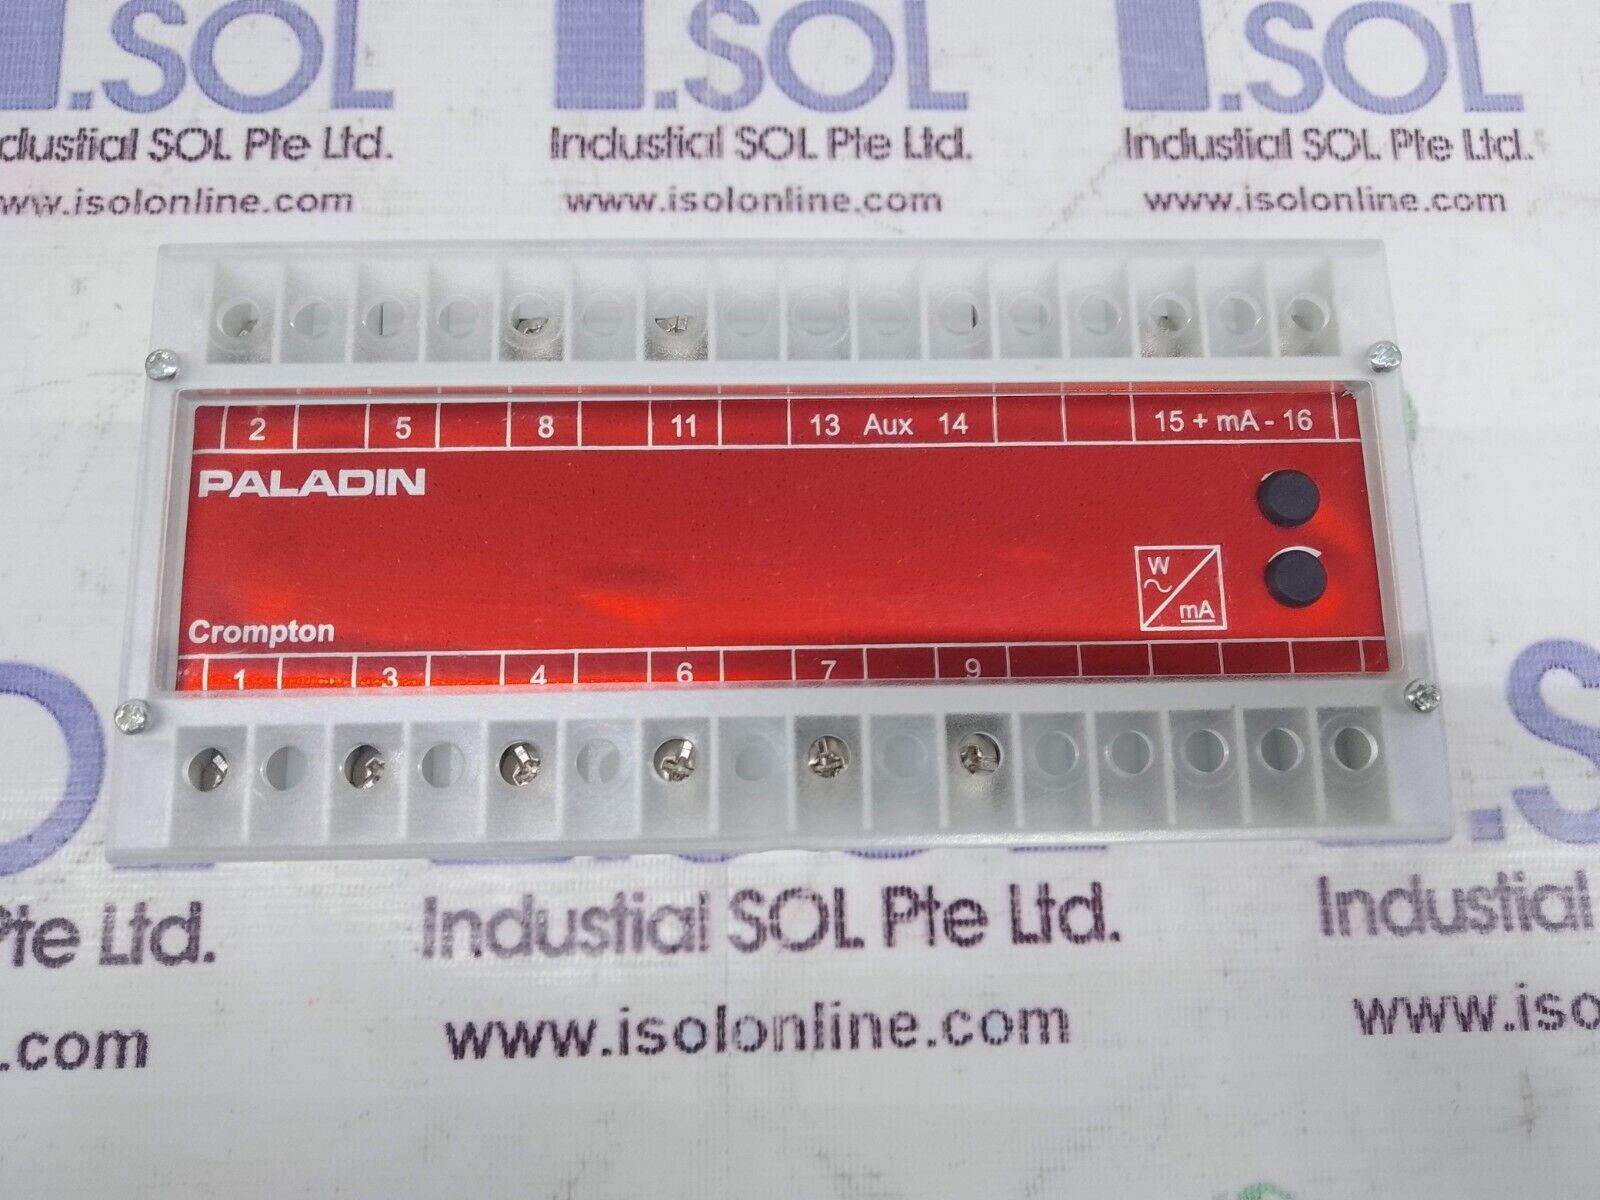 .SOL .SOL .SOL
dustial SOL Pte Ltd. Industial SOL Pte Ltd. Industial SOL Pte Ltd.
ww.isolonline.com www.isolonline.com www.isolonline.com
2 5 8 11 13 Aux 14 15 + mA - 16
PALADIN
W
mA
Crompton
1 3 4 6 7 9
Pte Ltd. Industial SOL Pte Ltd. Industial
.com www.isolonline.com www.iso